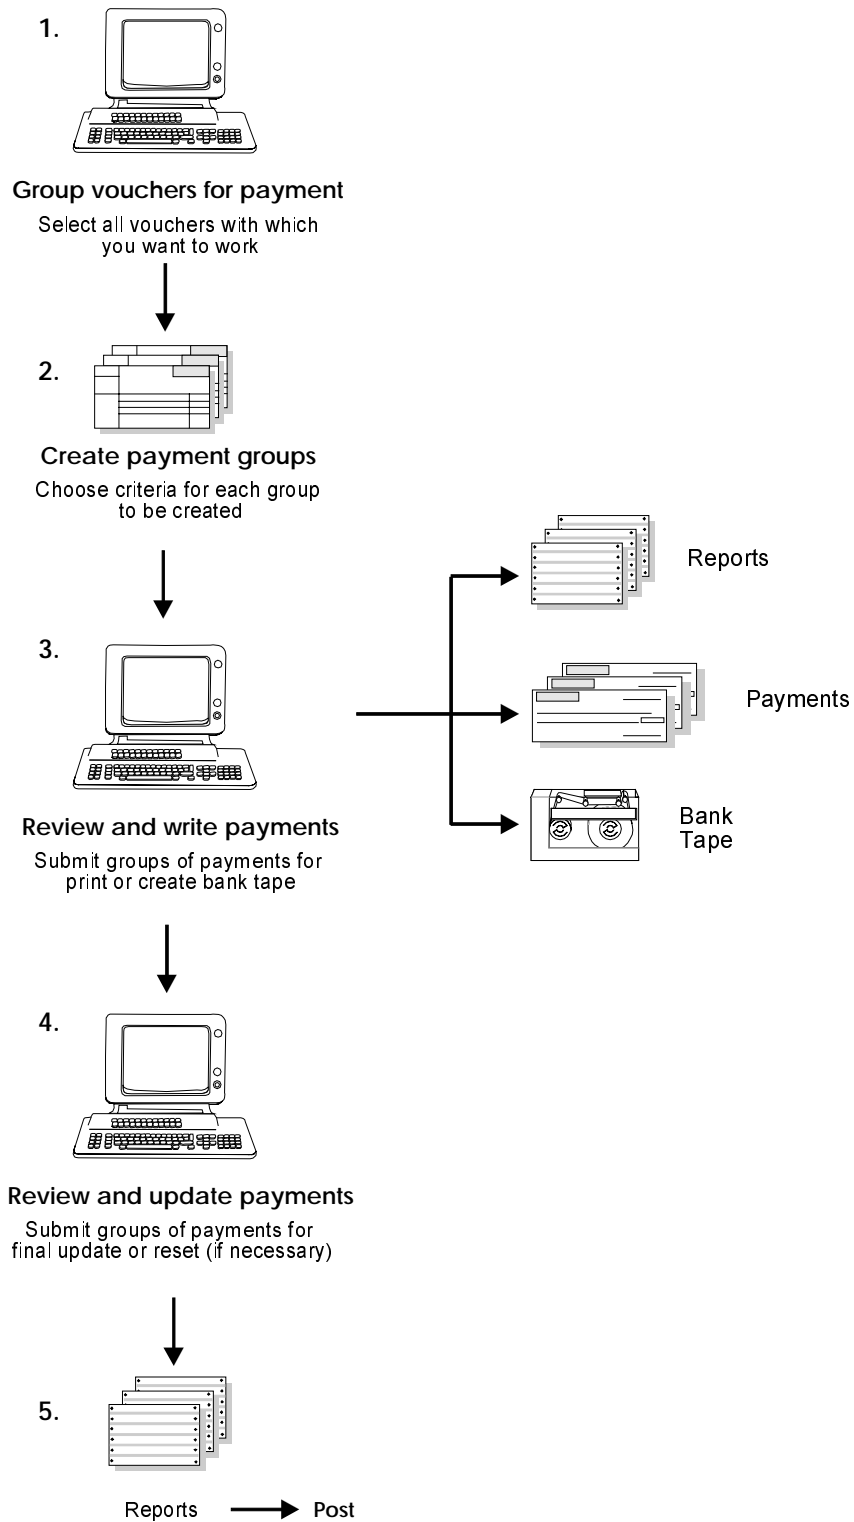 1.
Group vouchers for payment
Select all vouchers with which
you want to work
2.
Create payment groups
Choose criteria for each group
to be created
3.
Review and write payments
Submit groups of payments for
print or create bank tape
Reports
Payments
Bank
Tape
4.
Review and update payments
Submit groups of payments for
final update or reset (if necessary)
5.
Reports
Post